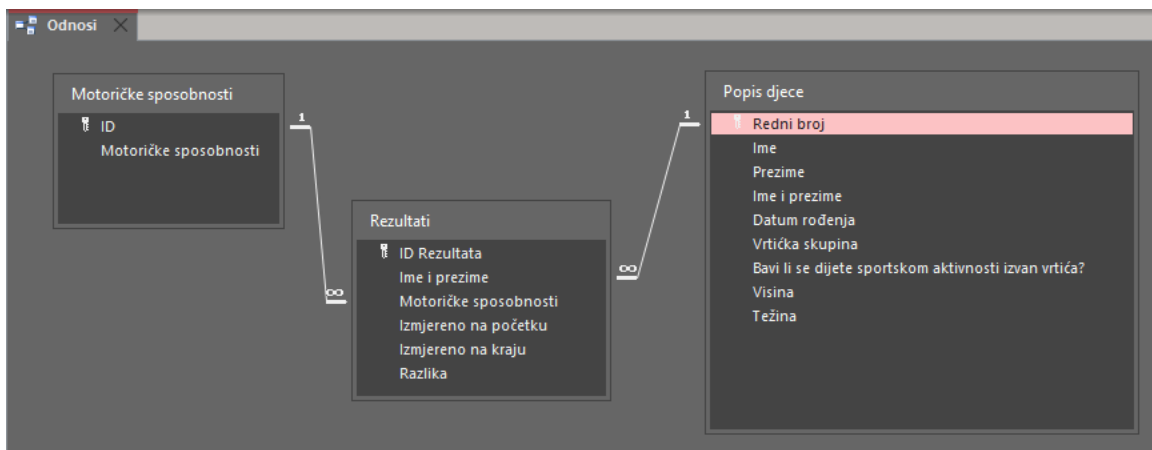 Odnosi
Motoričke sposobnosti
ID
Motoričke sposobnosti
1
∞
Rezultati
ID Rezultata
Ime i prezime
Motoričke sposobnosti
Izmjereno na početku
Izmjereno na kraju
Razlika
∞
1
Popis djece
Redni broj
Ime
Prezime
Ime i prezime
Datum rođenja
Vrtićka skupina
Bavi li se dijete sportskom aktivnosti izvan vrtića?
Visina
Težina